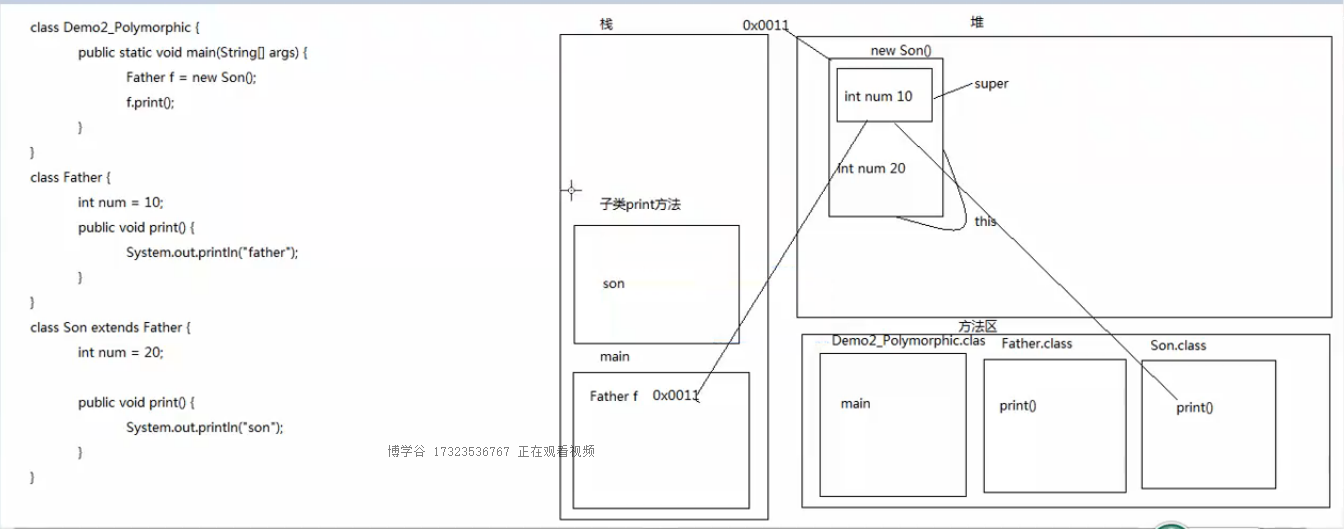 class Demo2_Polymorphic {
public static void main(String[] args) {
Father f = new Son();
f.print();
}
}
class Father {
int num = 10;
public void print() {
System.out.println("father");
}
}
class Son extends Father {
int num = 20;
public void print() {
System.out.println("son");
}
}
栈
子类print方法
son
main
Father f 0x0011
0x0011
堆
new Son()
int num 10
super
int num 20
this
方法区
Demo2_Polymorphic.clas
main
Father.class
print()
Son.class
print()
博学谷 17323536767 正在观看视频